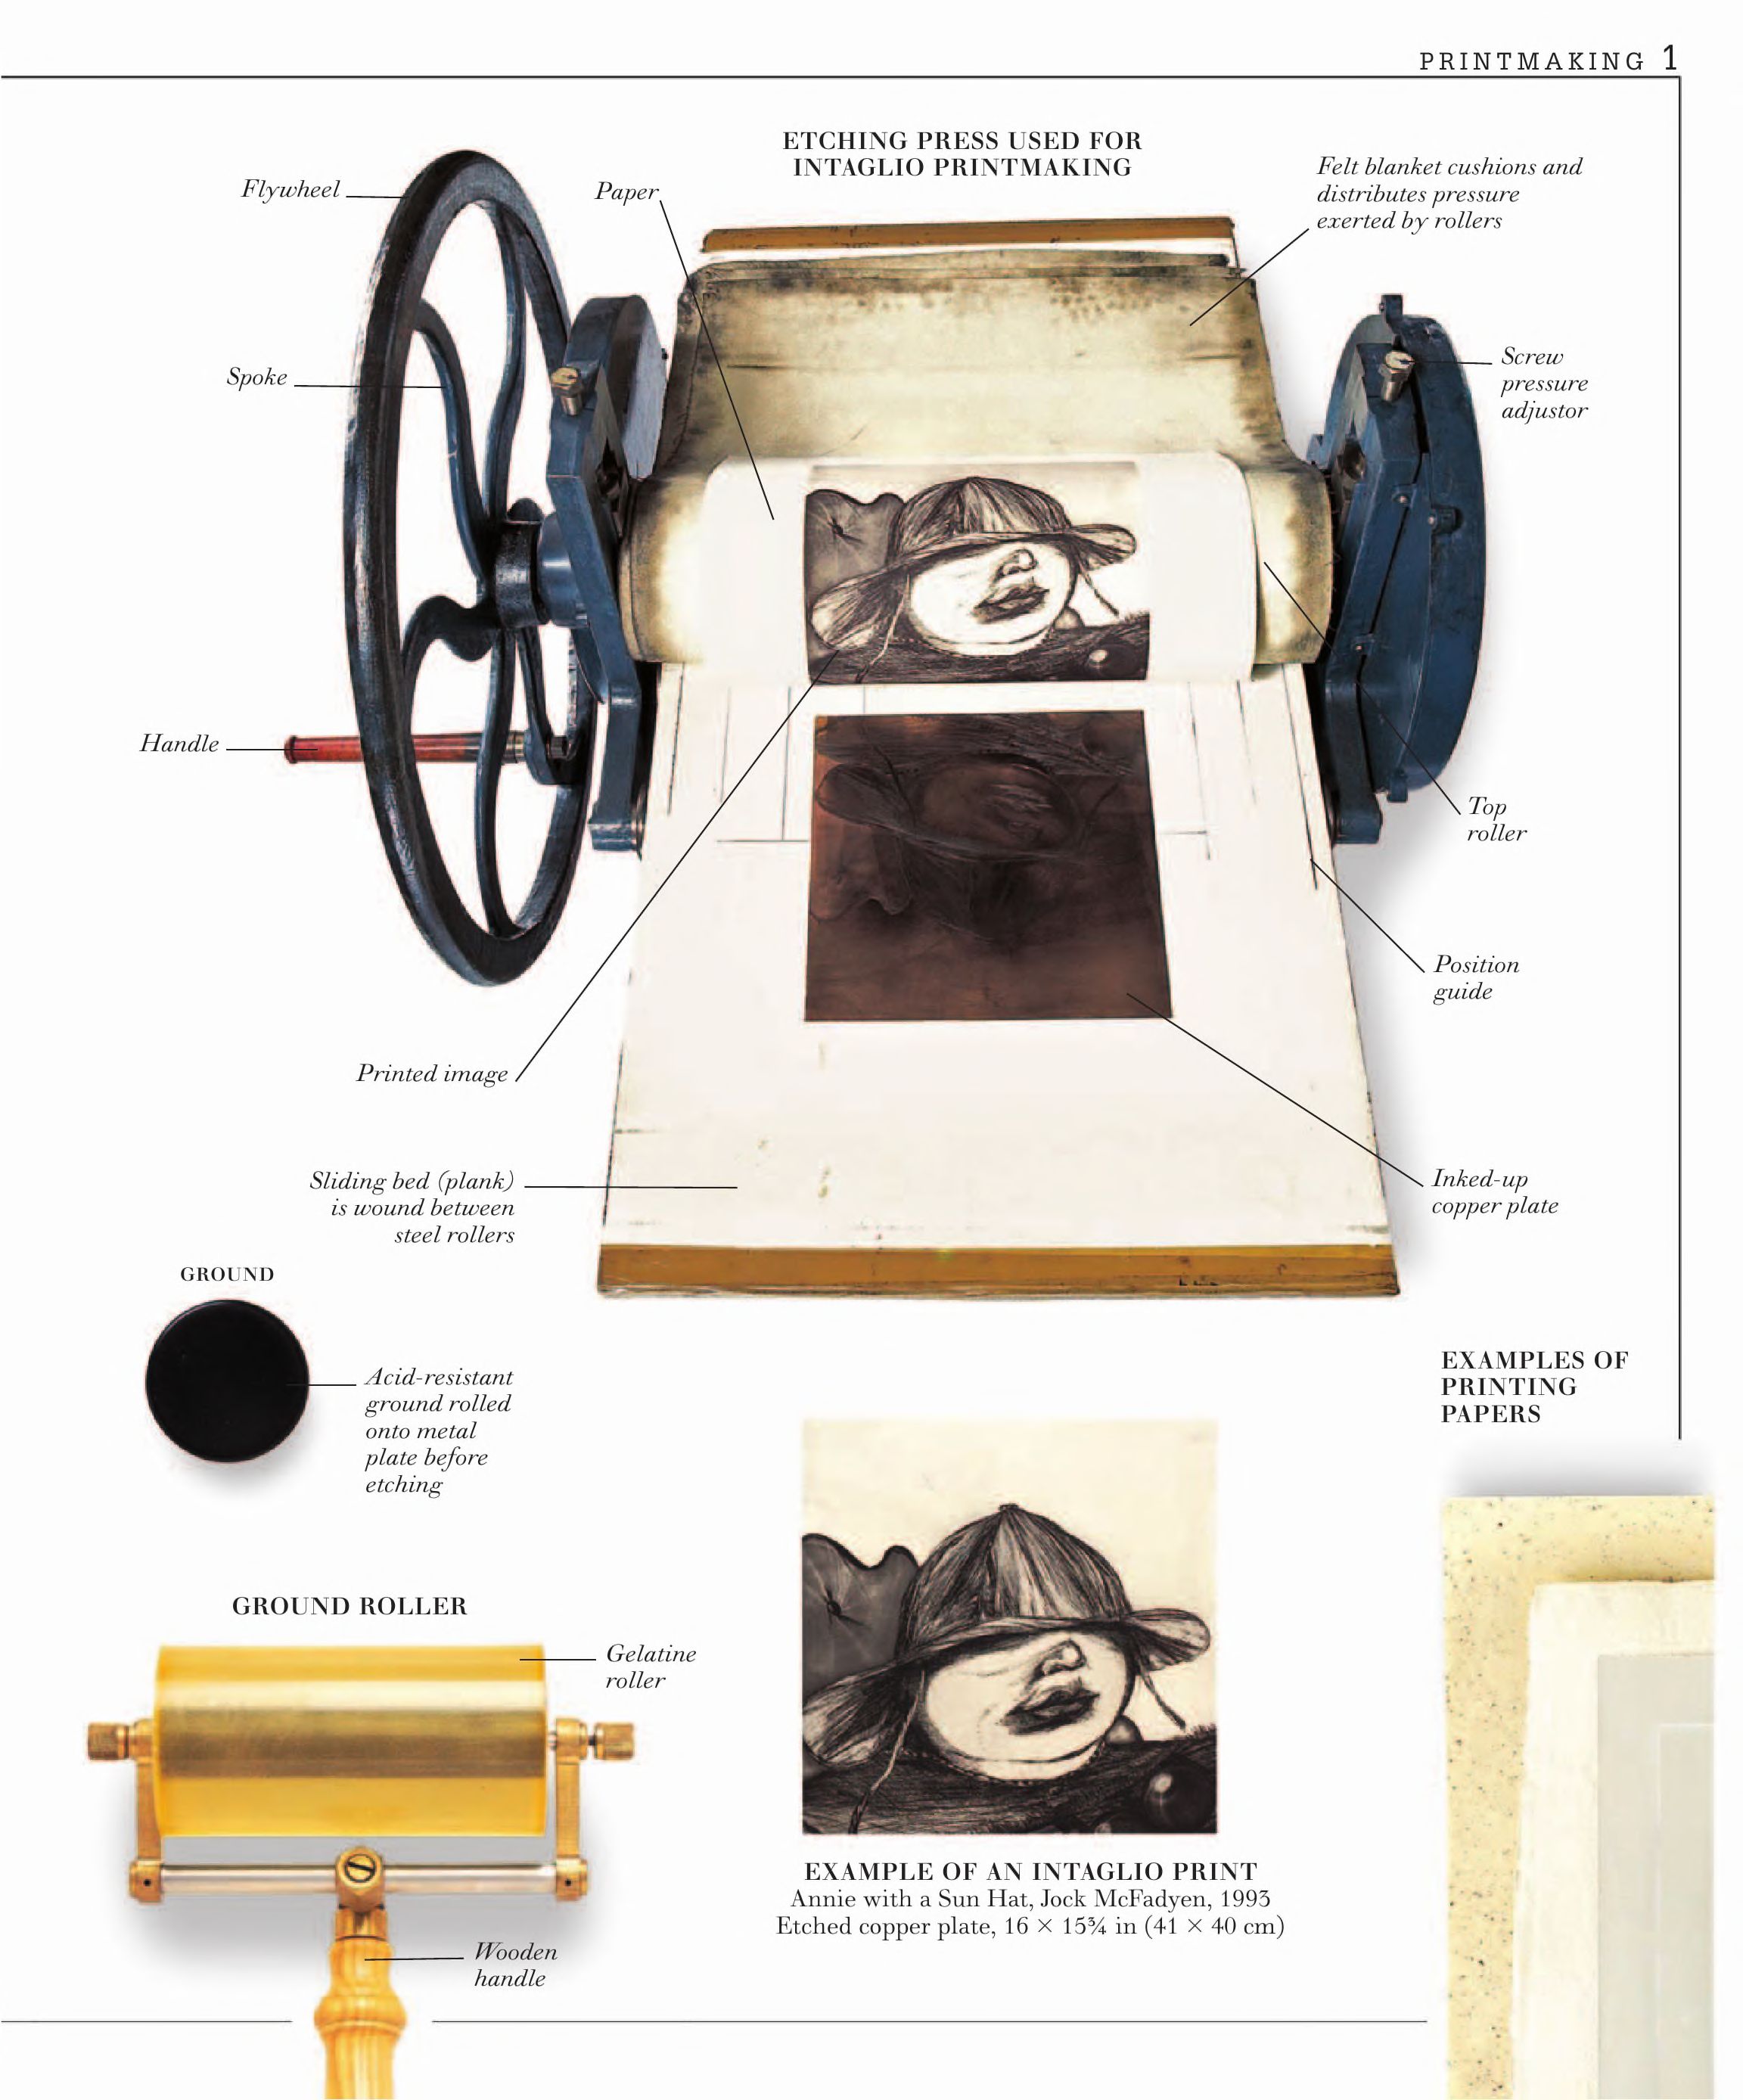 PRINTMAKING 1
ETCHING PRESS USED FOR
INTAGLIO PRINTMAKING
Flywheel
Paper
Felt blanket cushions and
distributes pressure
exerted by rollers
Spoke
Screw
pressure
adjustor
Handle
Top
roller
Position
guide
Printed image
Sliding bed (plank)
is wound between
steel rollers
Inked-up
copper plate
GROUND
Acid-resistant
ground rolled
onto metal
plate before
etching
EXAMPLES OF
PRINTING
PAPERS
GROUND ROLLER
Gelatine
roller
Wooden
handle
EXAMPLE OF AN INTAGLIO PRINT
Annie with a Sun Hat, Jock McFadyen, 1993
Etched copper plate, 16 × 15¾ in (41 × 40 cm)